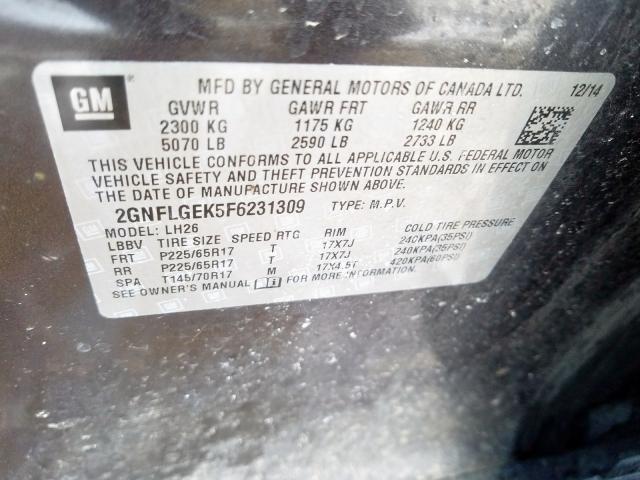 GM
MFD BY GENERAL MOTORS OF CANADA LTD. 12/14
GVWR GAWR FRT GAWR RR
2300 KG 1175 KG 1240 KG
5070 LB 2590 LB 2733 LB
THIS VEHICLE CONFORMS TO ALL APPLICABLE U.S. FEDERAL MOTOR
VEHICLE SAFETY AND THEFT PREVENTION STANDARDS IN EFFECT ON
THE DATE OF MANUFACTURE SHOWN ABOVE.
2GNFLGEK5F6231309 TYPE: M.P.V.
MODEL: LH26
LBBV TIRE SIZE SPEED RTG RIM COLD TIRE PRESSURE
FRT P225/65R17 T 17X7J 240KPA(35PSI)
RR P225/65R17 T 17X7J 240KPA(35PSI)
SPA T145/70R17 M 17X4.5T 420KPA(60PSI)
SEE OWNER'S MANUAL FOR MORE INFORMATION.